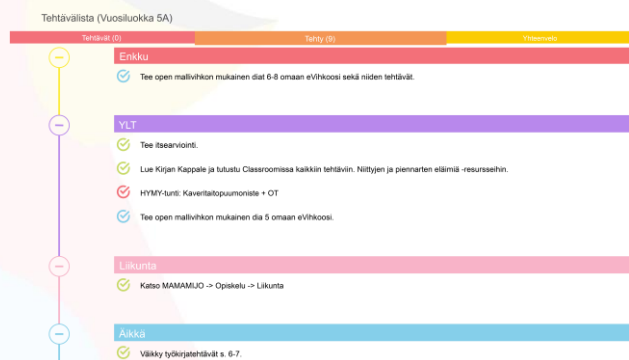 Tehtävälista (Vuosiluokka 5A)
Tehtävät (0)
Tehty (9)
Yhteenveto
Enkku
Tee open mallivihkon mukainen diat 6-8 omaan eVihkoosi sekä niiden tehtävät.
YLT
Tee itsearviointi.
Lue Kirjan Kappale ja tutustu Classroomissa kaikkiin tehtäviin. Niittyjen ja piennarten eläimiä -resursseihin.
HYMY-tunti: Kaveritaitopuumoniste + OT
Tee open mallivihkon mukainen dia 5 omaan eVihkoosi.
Liikunta
Katso MAMAMIJO -> Opiskelu -> Liikunta
Äikkä
Väikky työkirjatehtävät s. 6-7.